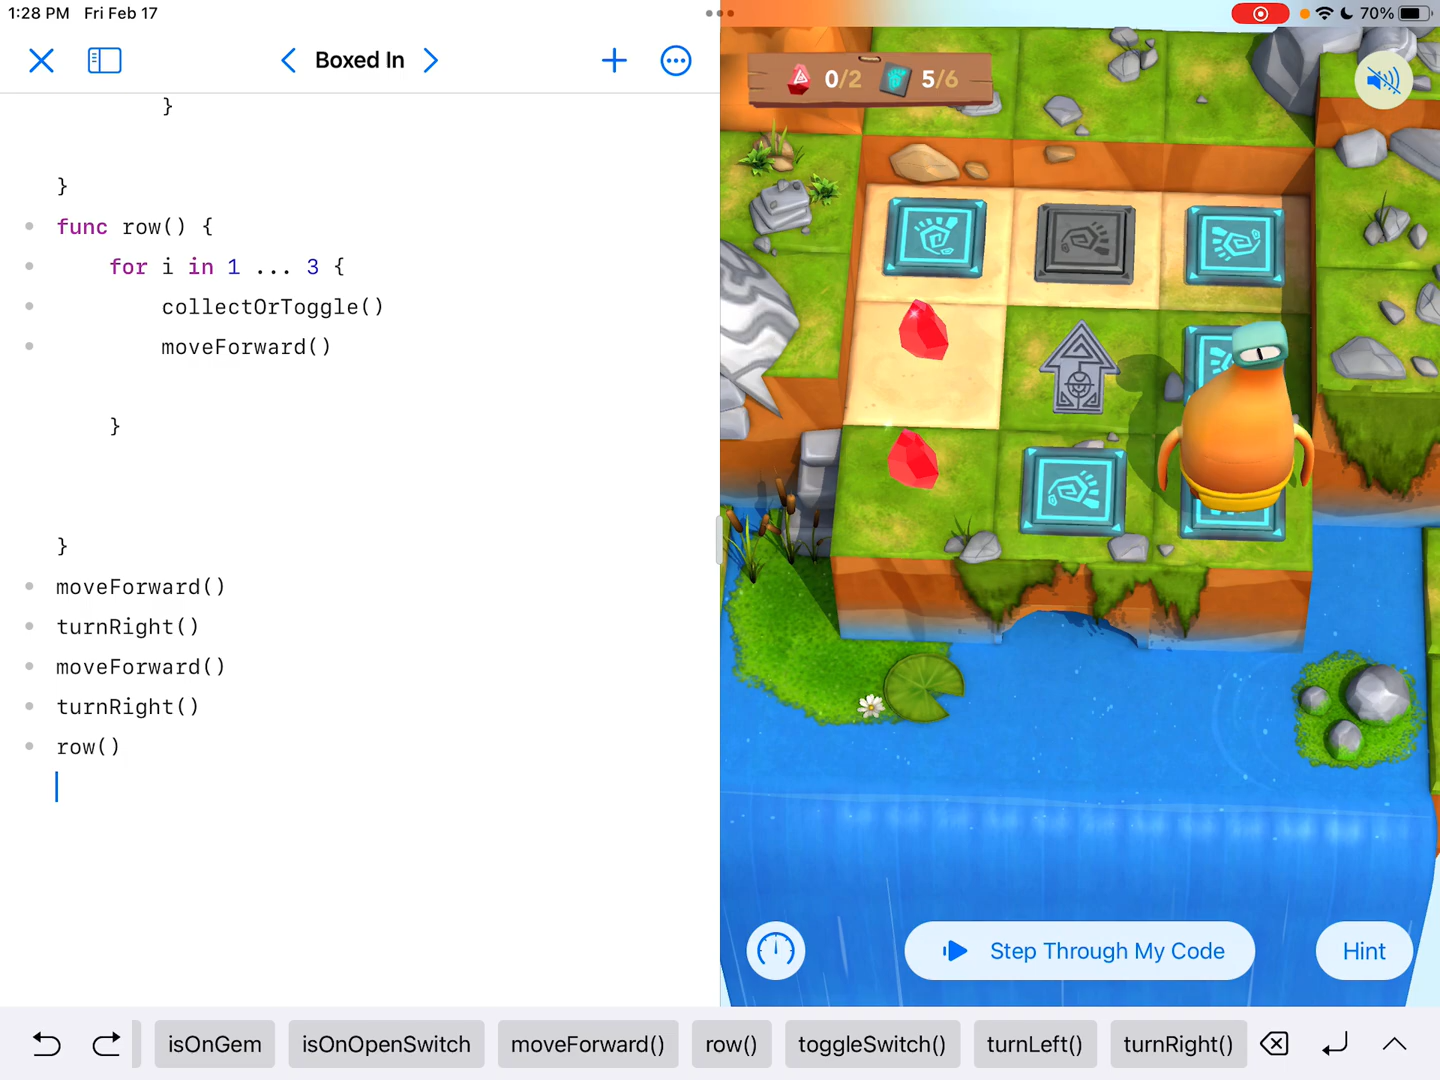 1:28 PM Fri Feb 17
70%
Boxed In
}
}
func row() {
for i in 1 ... 3 {
collectOrToggle()
moveForward()
}
}
moveForward()
turnRight()
moveForward()
turnRight()
row()
0/2 5/6
Step Through My Code
Hint
isOnGem isOnOpenSwitch moveForward() row() toggleSwitch() turnLeft() turnRight()